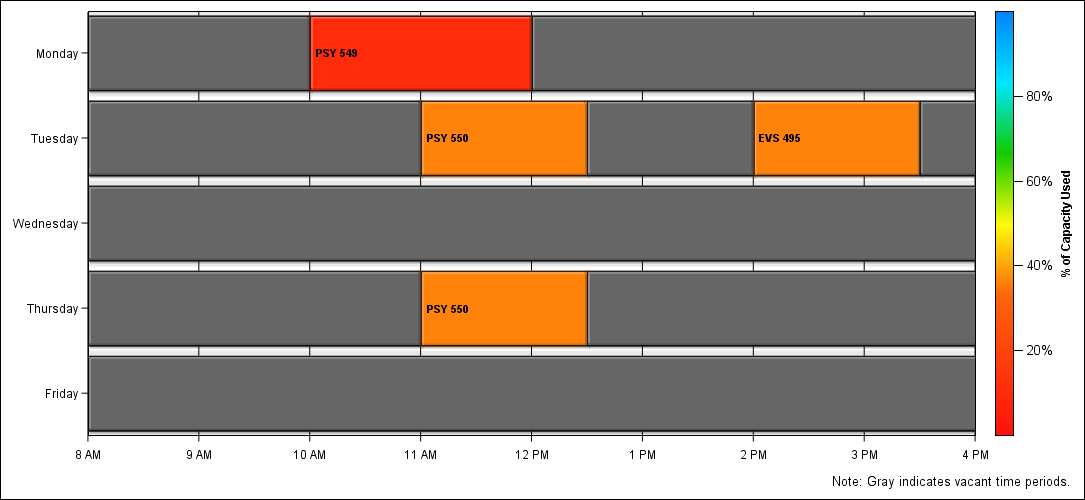 Monday
PSY 549
Tuesday
PSY 550
EVS 495
Wednesday
Thursday
PSY 550
Friday
8 AM 9 AM 10 AM 11 AM 12 PM 1 PM 2 PM 3 PM 4 PM
80%
60%
40%
20%
% of Capacity Used
Note: Gray indicates vacant time periods.